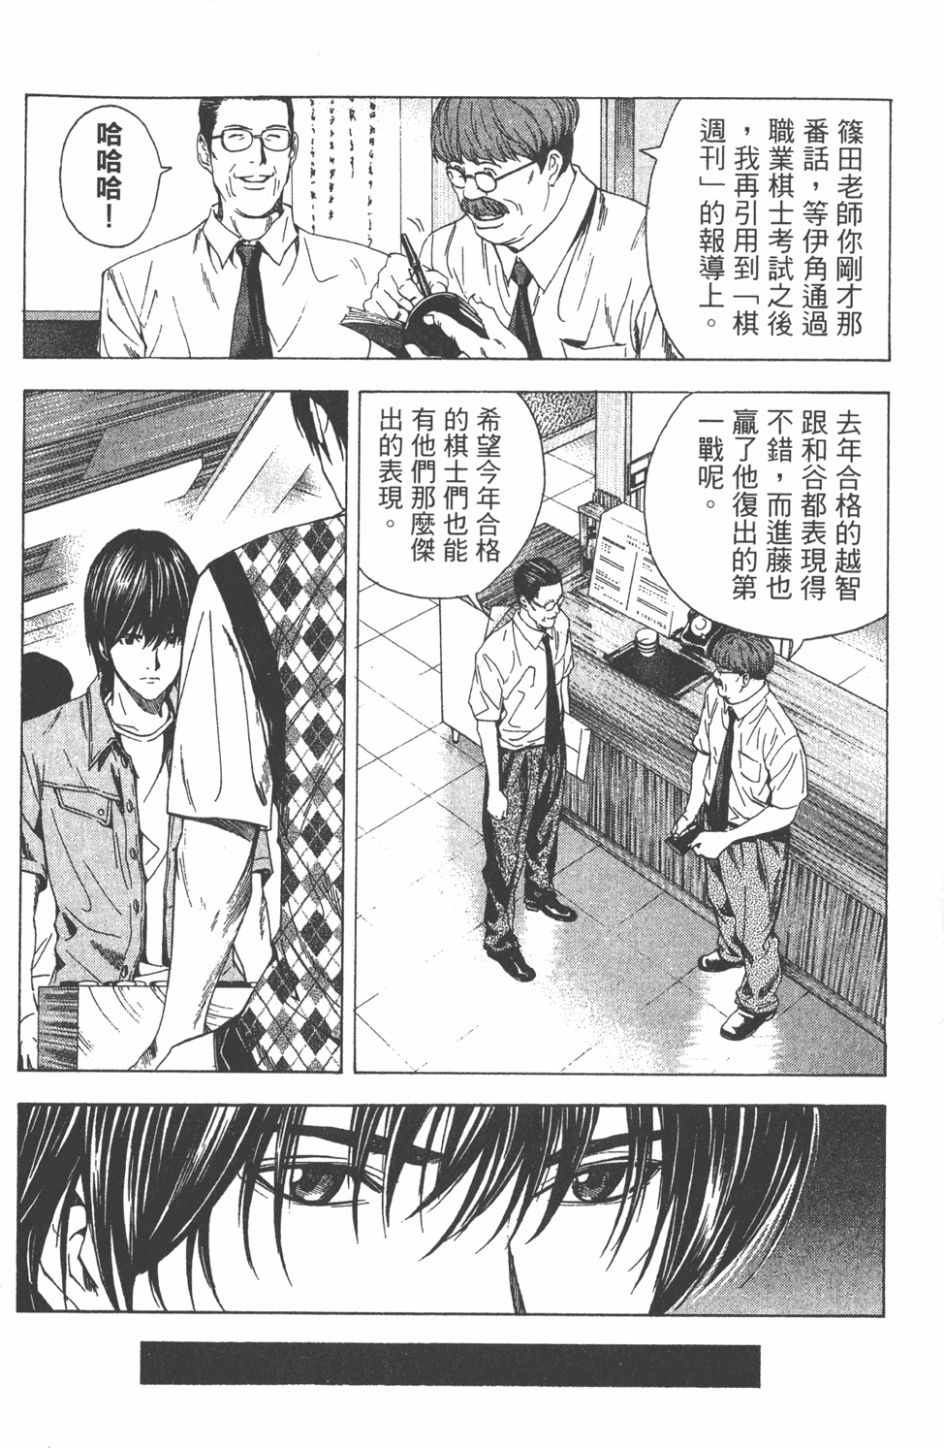 篠田老師你剛才那
番話，等伊角通過
職業棋士考試之後
，我再引用到「棋
週刊」的報導上。
哈哈哈！
去年合格的越智
跟和谷都表現得
不錯，而進藤也
贏了他復出的第
一戰呢。
希望今年合格
的棋士們也能
有他們那麼傑
出的表現。